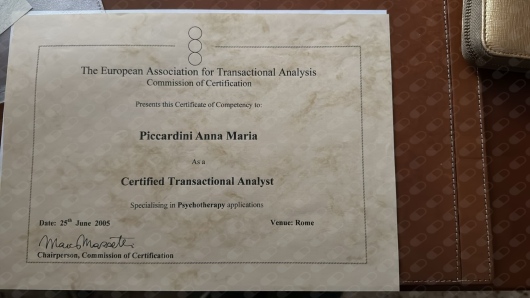 The European Association for Transactional Analysis
Commission of Certification
Presents this Certificate of Competency to:
Piccardini Anna Maria
As a
Certified Transactional Analyst
Specialising in Psychotherapy applications
Date: 25th June 2005 Venue: Rome
Chairperson, Commission of Certification